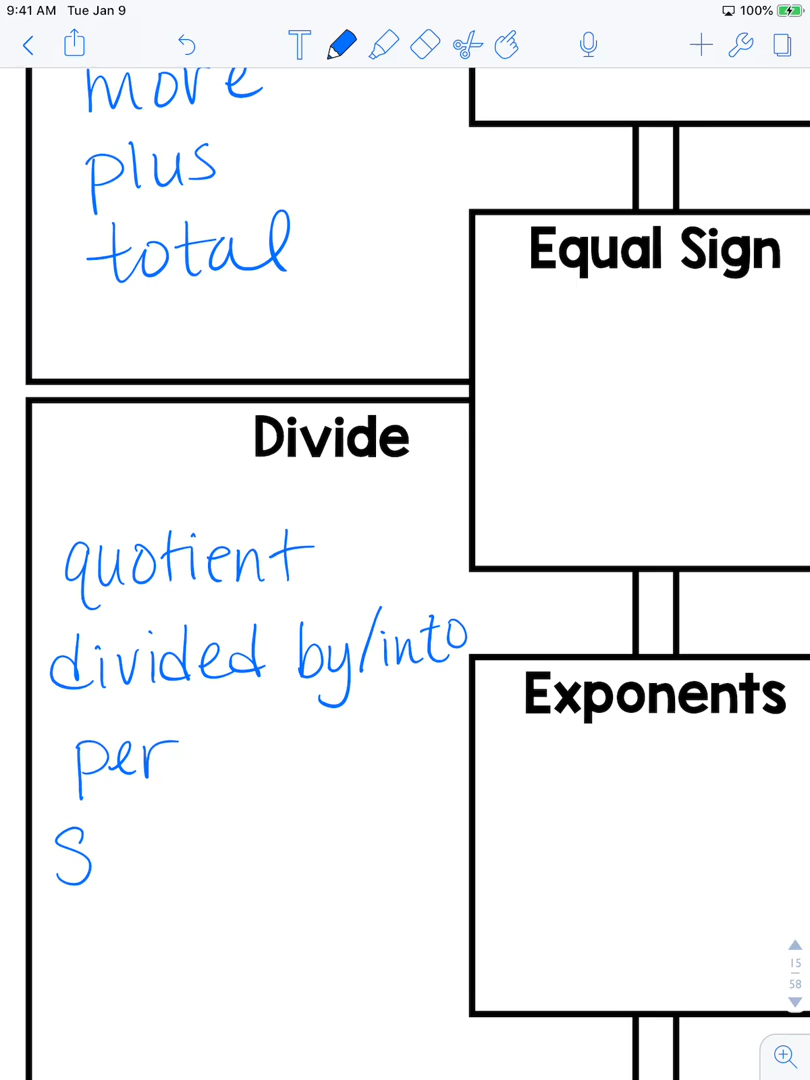 9:41 AM Tue Jan 9 100%
more
plus
total
Equal Sign
Divide
quotient
divided by/into
per
S
Exponents
15
58